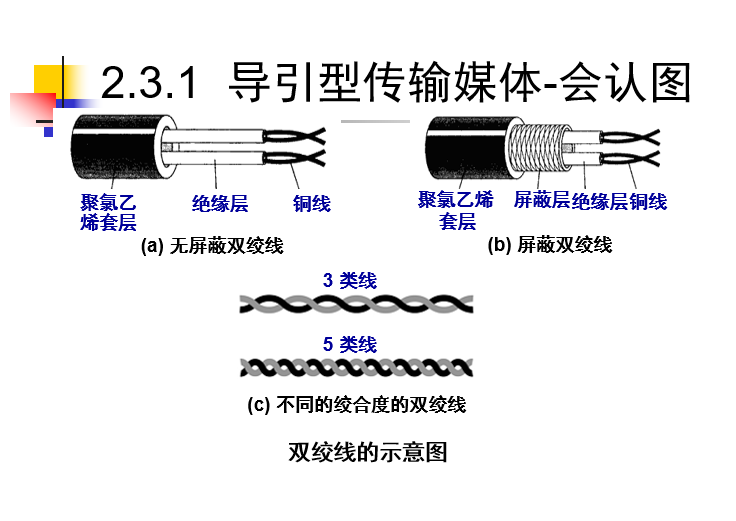 2.3.1 导引型传输媒体-会认图
聚氯乙
烯套层
绝缘层
铜线
(a) 无屏蔽双绞线
聚氯乙烯
套层
屏蔽层
绝缘层
铜线
(b) 屏蔽双绞线
3 类线
5 类线
(c) 不同的绞合度的双绞线
双绞线的示意图